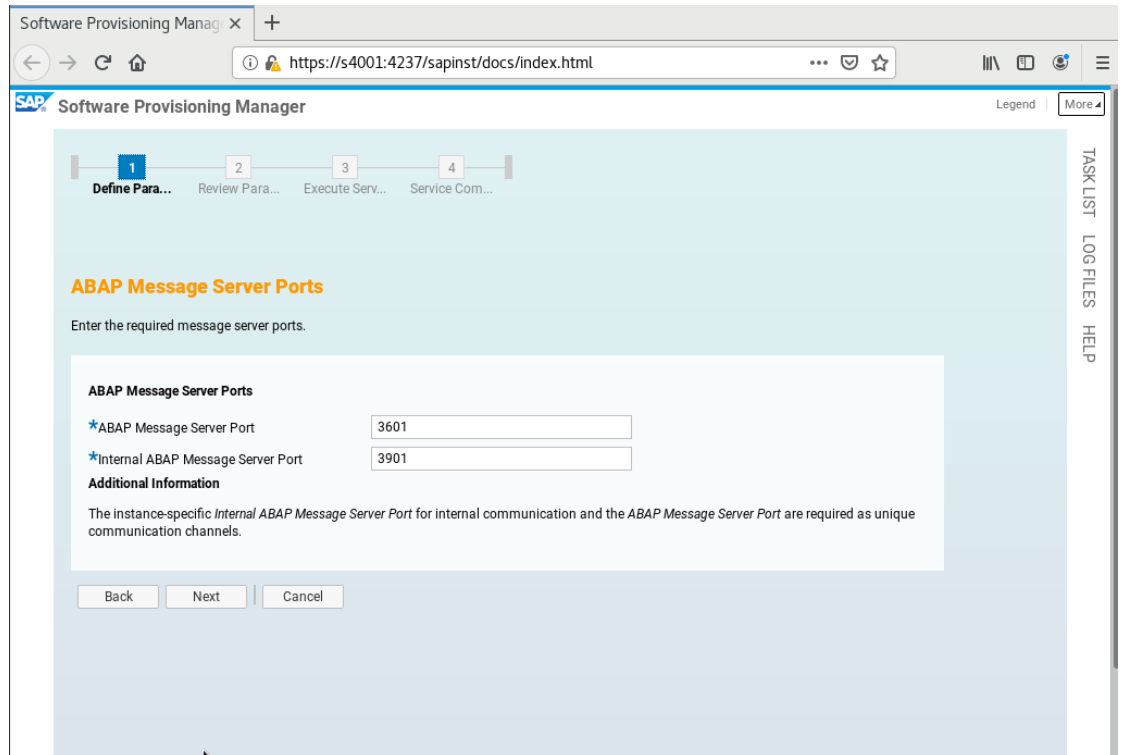 Software Provisioning Manag
https://s4001:4237/sapinst/docs/index.html
SAP Software Provisioning Manager
Legend
More
1
2
3
4
Define Para...
Review Para...
Execute Serv...
Service Com...
TASK LIST
LOG FILES
HELP
ABAP Message Server Ports
Enter the required message server ports.
ABAP Message Server Ports
*ABAP Message Server Port
3601
*Internal ABAP Message Server Port
3901
Additional Information
The instance-specific Internal ABAP Message Server Port for internal communication and the ABAP Message Server Port are required as unique
communication channels.
Back
Next
Cancel